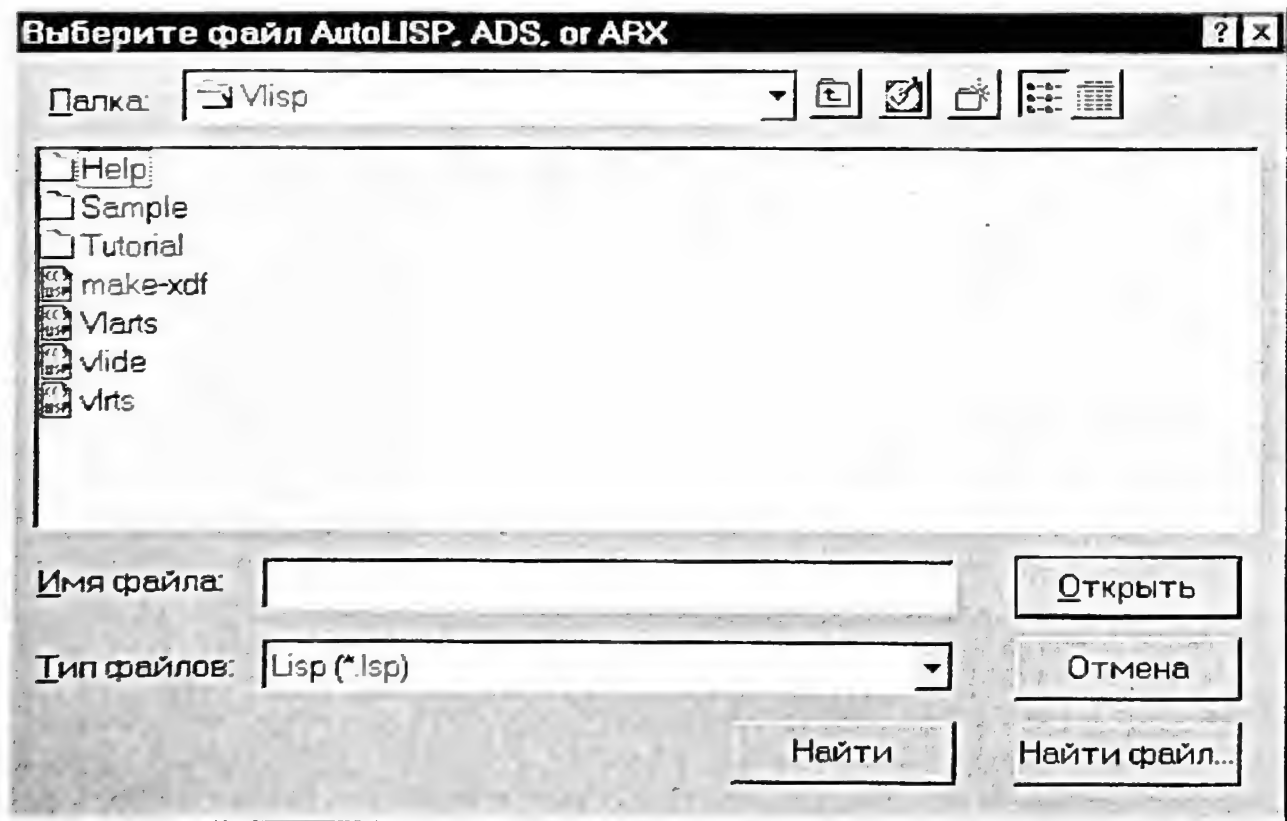 Выберите файл AutoLISP, ADS, or ARX
Папка: Vlisp
Help
Sample
Tutorial
make-xdf
Vlarts
vlide
vlrts
Имя файла:
Открыть
Тип файлов: Lisp (*.lsp)
Отмена
Найти
Найти файл...